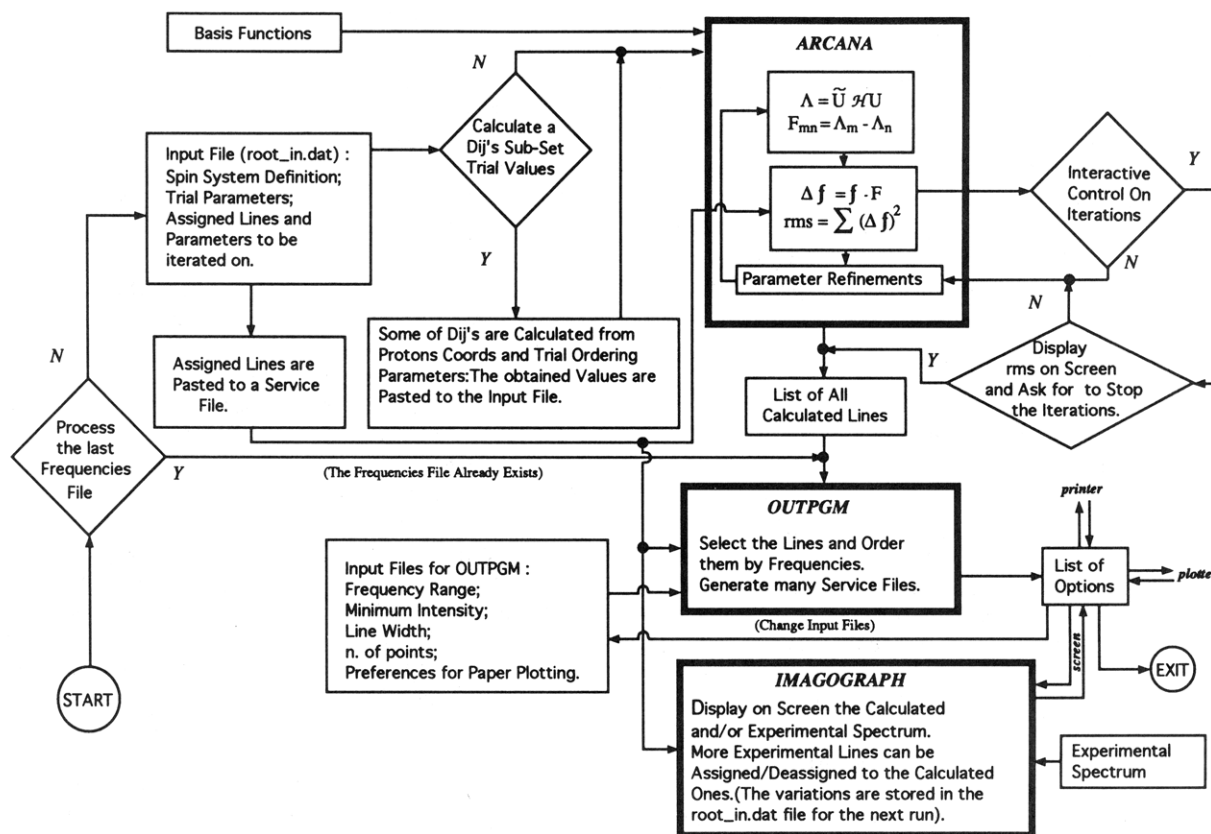 Basis Functions
N
Calculate a
Dij's Sub-Set
Trial Values
Y
Input File (root_in.dat) :
Spin System Definition;
Trial Parameters;
Assigned Lines and
Parameters to be
iterated on.
ARCANA
Λ = Ũ ℋU
Fmn = Λm - Λn
Δ f = f · F
rms = ∑ (Δ f)²
Parameter Refinements
Interactive
Control On
Iterations
Y
N
N
Display
rms on Screen
and Ask for to Stop
the Iterations.
Y
Some of Dij's are Calculated from
Protons Coords and Trial Ordering
Parameters:The obtained Values are
Pasted to the Input File.
Assigned Lines are
Pasted to a Service
File.
N
Process
the last
Frequencies
File
Y
(The Frequencies File Already Exists)
List of All
Calculated Lines
START
OUTPGM
Select the Lines and Order
them by Frequencies.
Generate many Service Files.
Input Files for OUTPGM :
Frequency Range;
Minimum Intensity;
Line Width;
n. of points;
Preferences for Paper Plotting.
(Change Input Files)
printer
List of
Options
plotte
screen
EXIT
IMAGOGRAPH
Display on Screen the Calculated
and/or Experimental Spectrum.
More Experimental Lines can be
Assigned/Deassigned to the Calculated
Ones.(The variations are stored in the
root_in.dat file for the next run).
Experimental
Spectrum